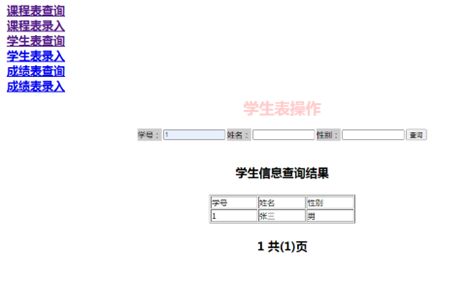 课程表查询
课程表录入
学生表查询
学生表录入
成绩表查询
成绩表录入
学生表操作
学号： 1 姓名： 性别： 查询
学生信息查询结果
学号 姓名 性别
1 张三 男
1 共(1)页